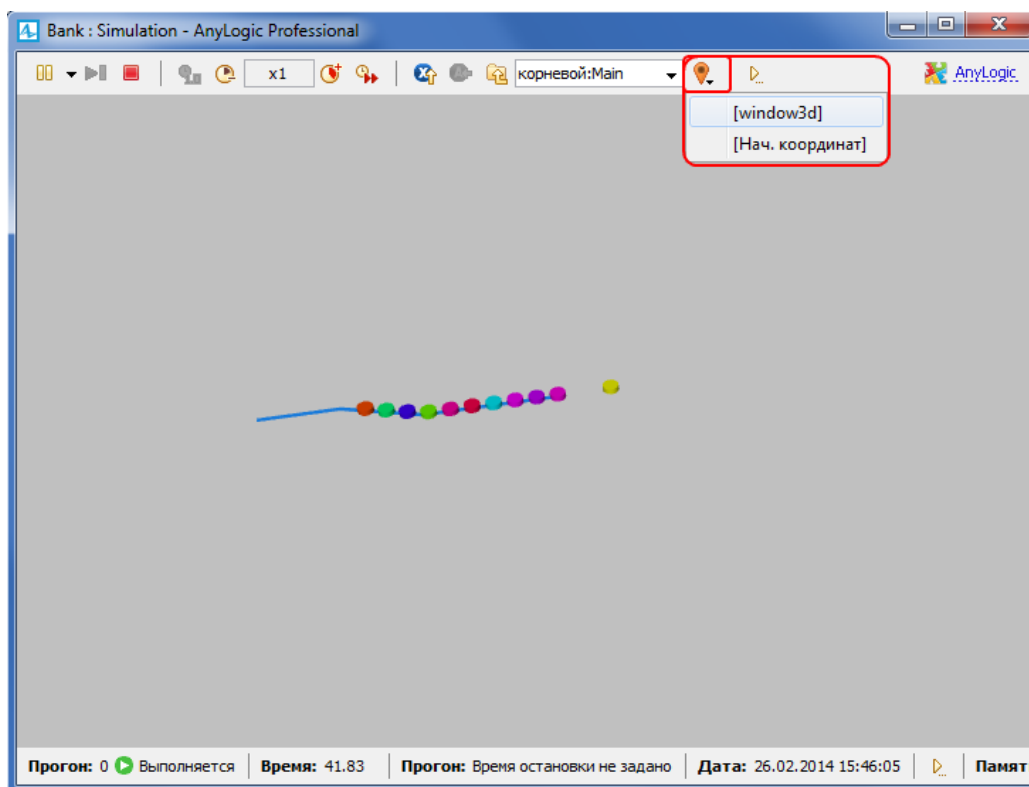 Bank : Simulation - AnyLogic Professional
x1 корневой:Main AnyLogic
[window3d]
[Нач. координат]
Прогон: 0 Выполняется Время: 41.83 Прогон: Время остановки не задано Дата: 26.02.2014 15:46:05 Памят